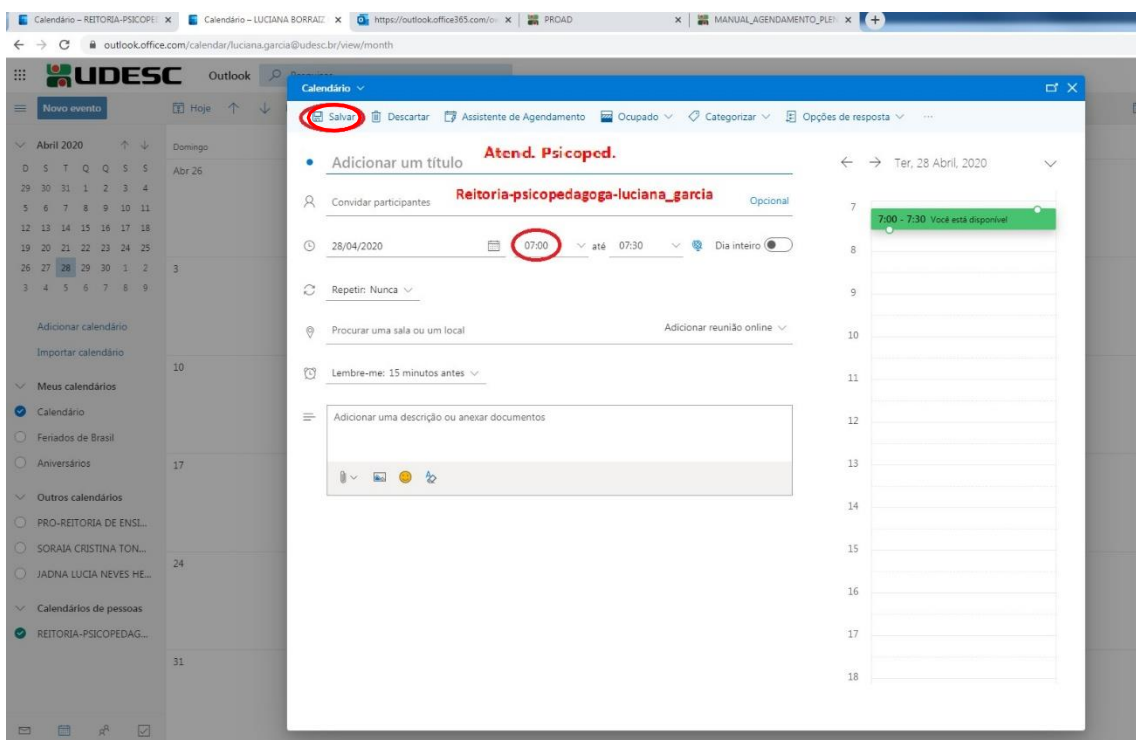 Calendário – REITORIA-PSICOPE
Calendário – LUCIANA BORRAIZ
https://outlook.office365.com/o
PROAD
MANUAL_AGENDAMENTO_PLEN
outlook.office.com/calendar/luciana.garcia@udesc.br/view/month
UDESC Outlook
Novo evento
Hoje
Calendário
Salvar Descartar Assistente de Agendamento Ocupado Categorizar Opções de resposta ...
Abril 2020
D S T Q Q S S
29 30 31 1 2 3 4
5 6 7 8 9 10 11
12 13 14 15 16 17 18
19 20 21 22 23 24 25
26 27 28 29 30 1 2
3 4 5 6 7 8 9
Adicionar calendário
Importar calendário
Meus calendários
Calendário
Feriados de Brasil
Aniversários
Outros calendários
PRO-REITORIA DE ENSI...
SORAIA CRISTINA TON...
JADNA LUCIA NEVES HE...
Calendários de pessoas
REITORIA-PSICOPEDAG...
Domingo
Abr 26
3
10
17
24
31
Adicionar um título Atend. Psicoped.
Convidar participantes Reitoria-psicopedagoga-luciana_garcia Opcional
28/04/2020 07:00 até 07:30 Dia inteiro
Repetir: Nunca
Procurar uma sala ou um local Adicionar reunião online
Lembre-me: 15 minutos antes
Adicionar uma descrição ou anexar documentos
Ter, 28 Abril, 2020
7
7:00 - 7:30 Você está disponível
8
9
10
11
12
13
14
15
16
17
18